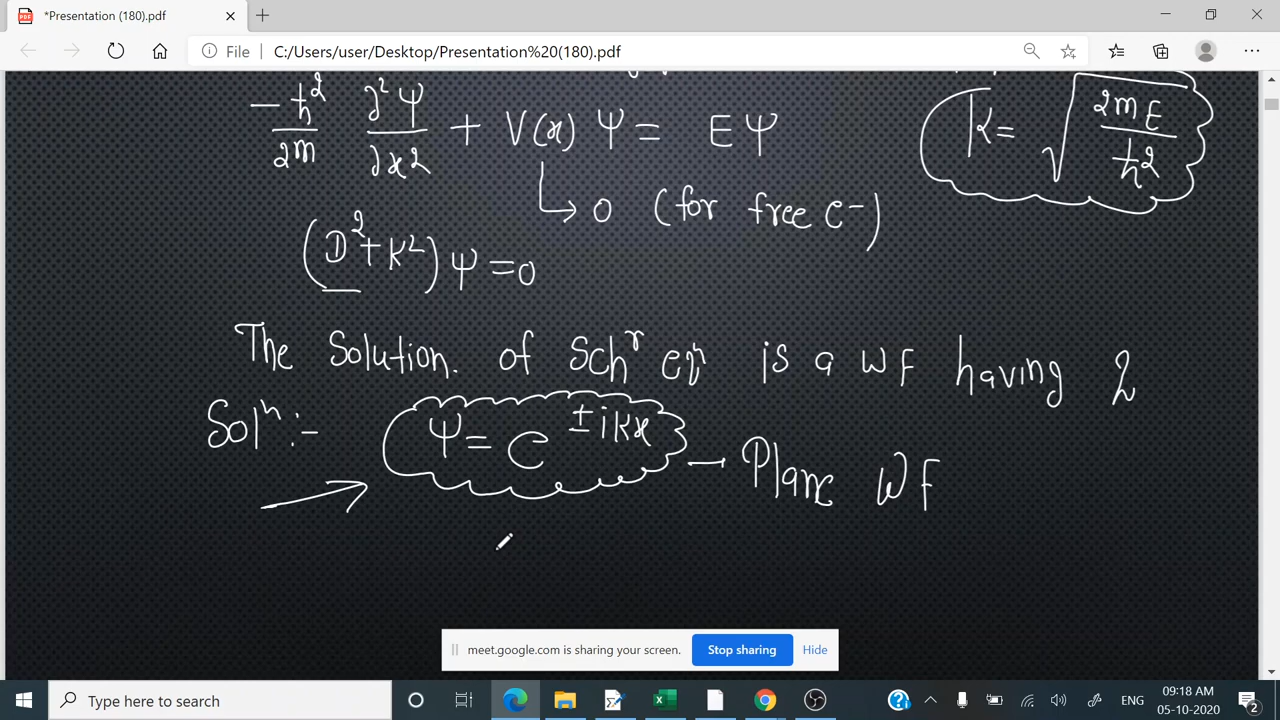 *Presentation (180).pdf
File | C:/Users/user/Desktop/Presentation%20(180).pdf
-ħ²/2m ∂²Ψ/∂x2 + V(x) Ψ = EΨ
K = √(2mE/ħ2)
↳ 0 (for free e-)
(D²+K²)Ψ=0
The Solution. of Schʳ eqⁿ is a WF having 2
Solⁿ:- Ψ = e^(±ikx) - Plane WF
meet.google.com is sharing your screen. Stop sharing Hide
Type here to search
ENG
09:18 AM
05-10-2020
2